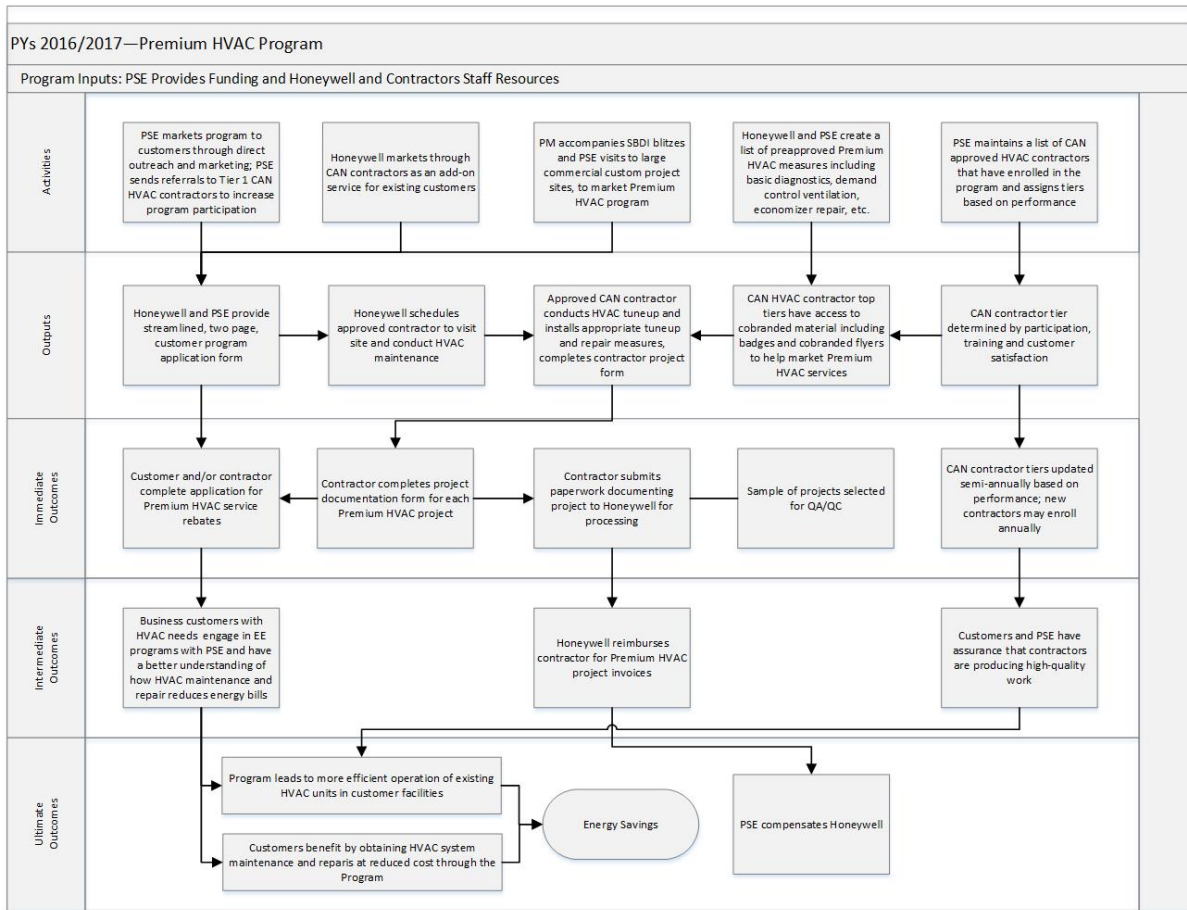 PYs 2016/2017—Premium HVAC Program
Program Inputs: PSE Provides Funding and Honeywell and Contractors Staff Resources
Activities
PSE markets program to
customers through direct
outreach and marketing; PSE
sends referrals to Tier 1 CAN
HVAC contractors to increase
program participation
Honeywell markets through
CAN contractors as an add-on
service for existing customers
PM accompanies SBDI blitzes
and PSE visits to large
commercial custom project
sites, to market Premium
HVAC program
Honeywell and PSE create a
list of preapproved Premium
HVAC measures including
basic diagnostics, demand
control ventilation,
economizer repair, etc.
PSE maintains a list of CAN
approved HVAC contractors
that have enrolled in the
program and assigns tiers
based on performance
Outputs
Honeywell and PSE provide
streamlined, two page,
customer program
application form
Honeywell schedules
approved contractor to visit
site and conduct HVAC
maintenance
Approved CAN contractor
conducts HVAC tuneup and
installs appropriate tuneup
and repair measures,
completes contractor project
form
CAN HVAC contractor top
tiers have access to
cobranded material including
badges and cobranded flyers
to help market Premium
HVAC services
CAN contractor tier
determined by participation,
training and customer
satisfaction
Immediate
Outcomes
Customer and/or contractor
complete application for
Premium HVAC service
rebates
Contractor completes project
documentation form for each
Premium HVAC project
Contractor submits
paperwork documenting
project to Honeywell for
processing
Sample of projects selected
for QA/QC
CAN contractor tiers updated
semi-annually based on
performance; new
contractors may enroll
annually
Intermediate
Outcomes
Business customers with
HVAC needs engage in EE
programs with PSE and have
a better understanding of
how HVAC maintenance and
repair reduces energy bills
Honeywell reimburses
contractor for Premium HVAC
project invoices
Customers and PSE have
assurance that contractors
are producing high-quality
work
Ultimate
Outcomes
Program leads to more efficient operation of existing
HVAC units in customer facilities
Customers benefit by obtaining HVAC system
maintenance and reparis at reduced cost through the
Program
Energy Savings
PSE compensates Honeywell